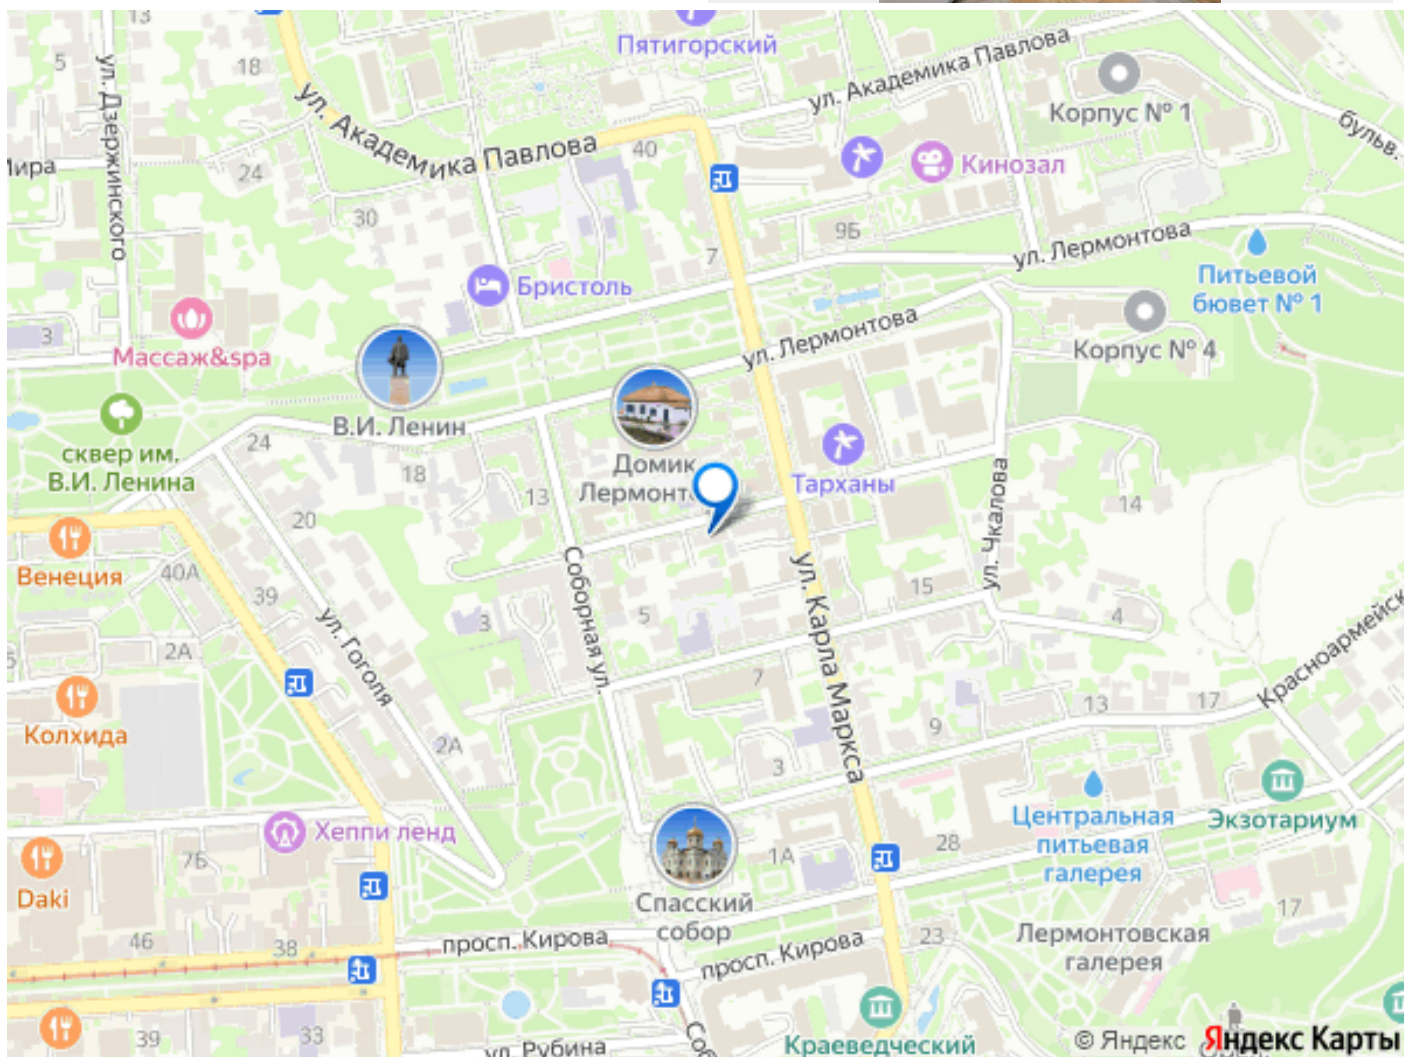 13
5
18
Пятигорский
ул. Академика Павлова
Корпус № 1
бульв.
ул. Дзержинского
ул. Академика Павлова
40
Кинозал
Мира
24
30
9Б
7
ул. Лермонтова
Питьевой
бювет № 1
Бристоль
3
Массаж&spa
ул. Лермонтова
Корпус № 4
В.И. Ленин
24
сквер им.
В.И. Ленина
18
13
Домик
Лермонт
Тарханы
14
20
Венеция
40А
39
ул. Гоголя
Соборная ул.
ул. Карла Маркса
ул. Чкалова
15
4
3
5
2А
7
Красноармейск
Колхида
2А
9
13
17
3
Центральная
питьевая
галерея
Экзотариум
Хеппи ленд
7Б
1А
28
Daki
Спасский
собор
17
46
38
просп. Кирова
просп. Кирова
23
Лермонтовская
галерея
39
33
ул. Рубина
Соб
Краеведческий
© Яндекс
Яндекс Карты